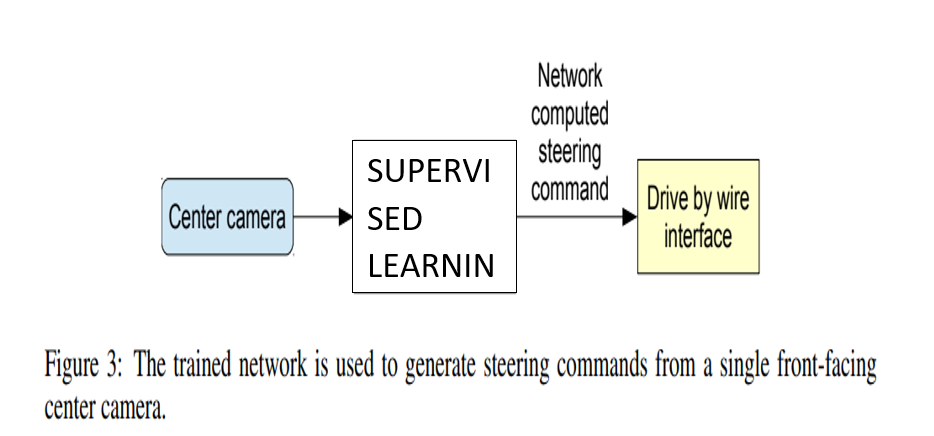 Network
computed
steering
command
Center camera
SUPERVI
SED
LEARNIN
Drive by wire
interface
Figure 3: The trained network is used to generate steering commands from a single front-facing
center camera.